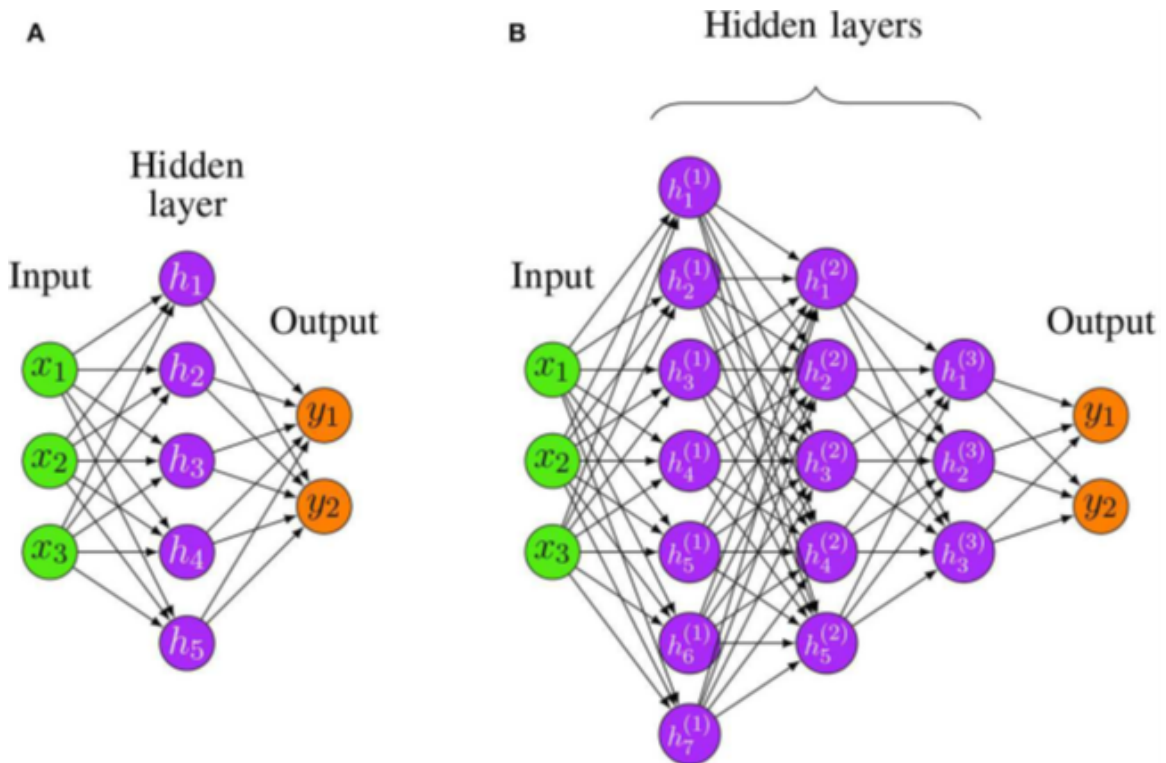 A
Hidden
layer
Input
Output
x₁
x₂
x₃
h₁
h₂
h₃
h₄
h₅
y₁
y₂
B
Hidden layers
Input
Output
x₁
x₂
x₃
h₁⁽¹⁾
h₂⁽¹⁾
h₃⁽¹⁾
h₄⁽¹⁾
h₅⁽¹⁾
h₆⁽¹⁾
h₇⁽¹⁾
h₁⁽²⁾
h₂⁽²⁾
h₃⁽²⁾
h₄⁽²⁾
h₅⁽²⁾
h₁⁽³⁾
h₂⁽³⁾
h₃⁽³⁾
y₁
y₂